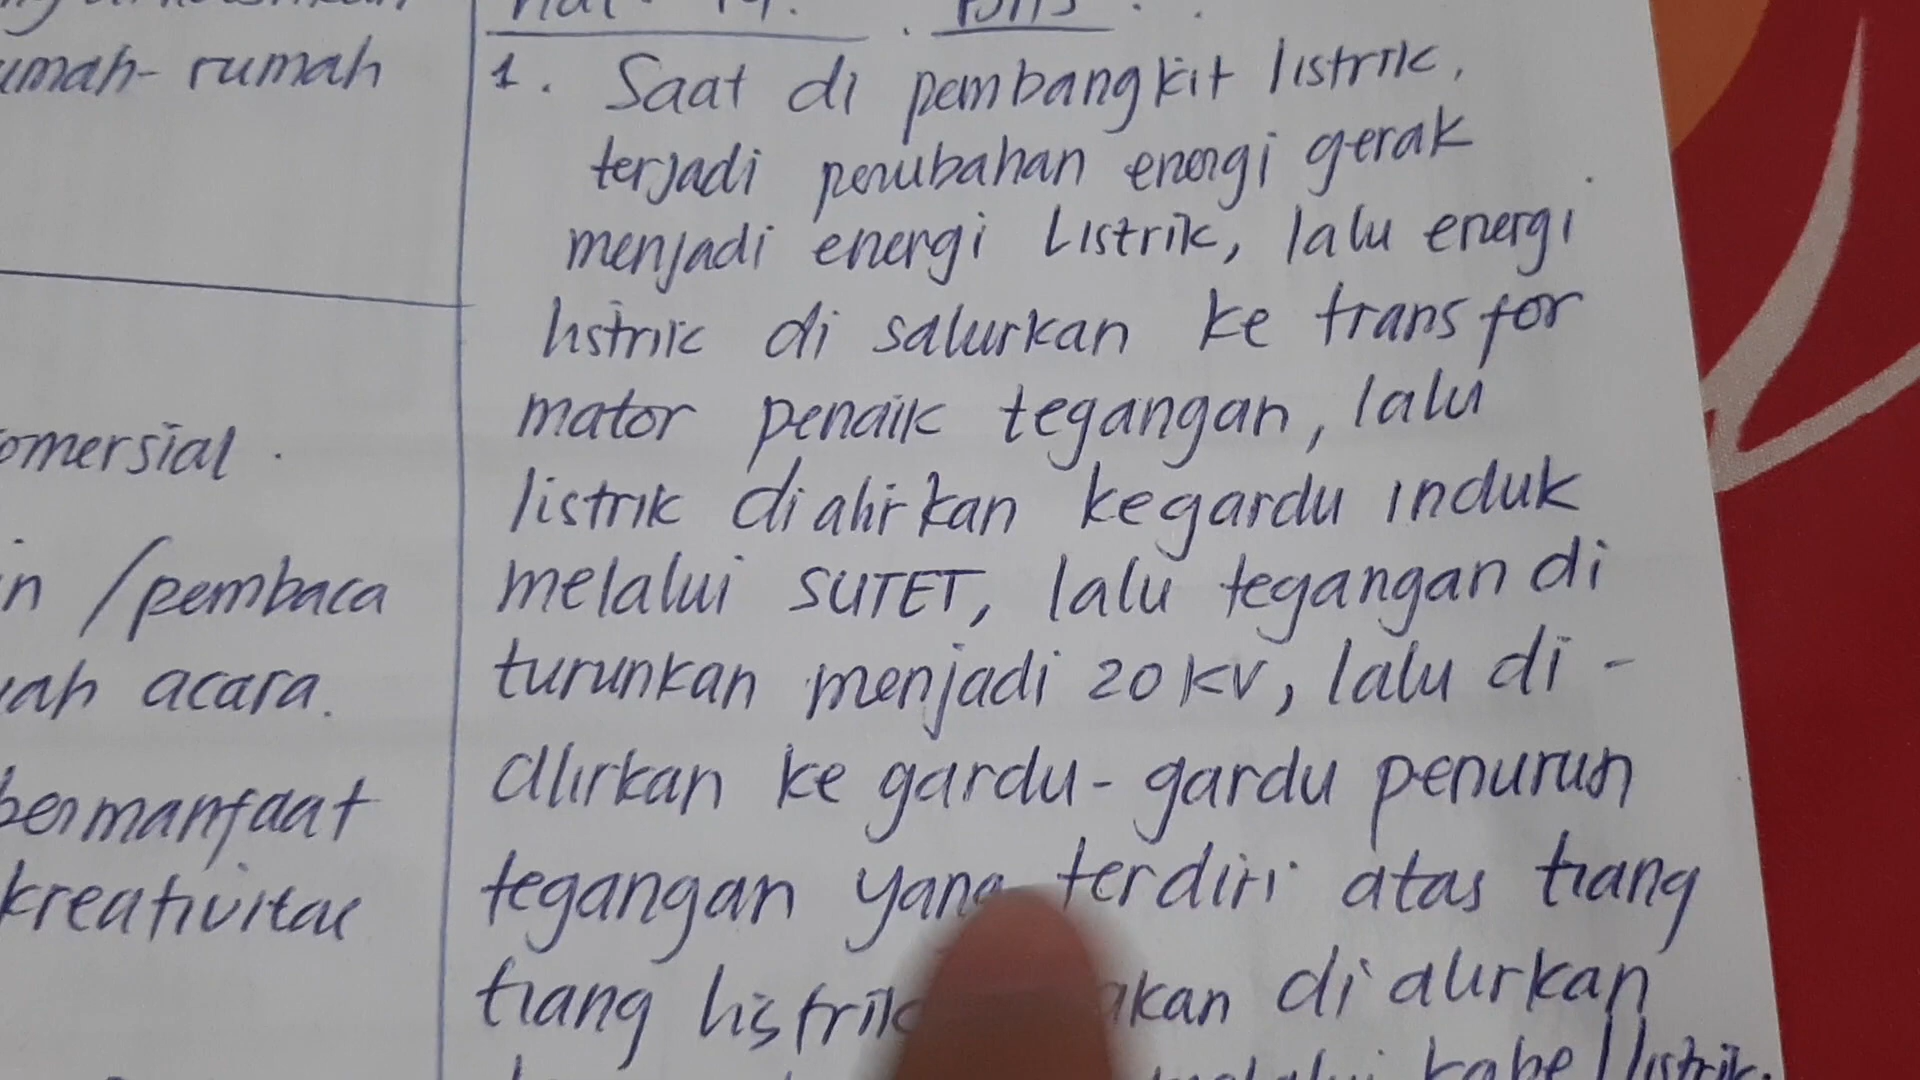 umah- rumah
omersial.
in / pembaca
ah acara.
bermanfaat
kreativitas
1. Saat di pembangkit listrik,
terjadi perubahan energi gerak
menjadi energi Listrik, lalu energi
listrik di salurkan ke transfor
mator penaik tegangan, lalu
listrik dialirkan kegardu induk
melalui SUTET, lalu tegangan di
turunkan menjadi 20 KV, lalu di-
alirkan ke gardu-gardu penurun
tegangan yang terdiri atas tiang
tiang listrik akan di alirkan
kabel listrik.